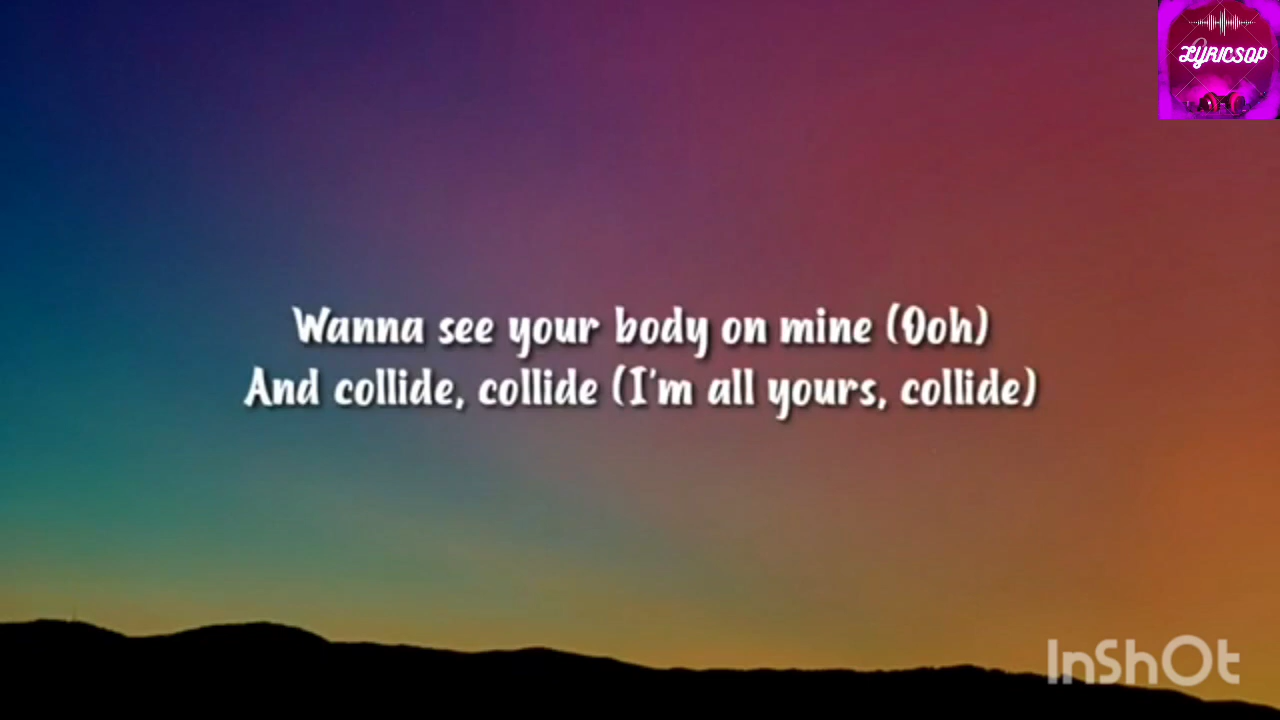 LYRICSOP
Wanna see your body on mine (Ooh)
And collide, collide (I'm all yours, collide)
InShOt